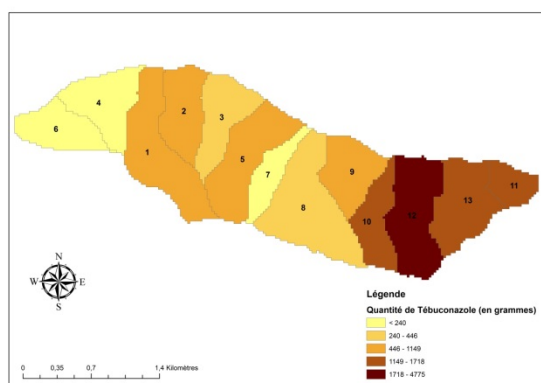 4
6
2
3
1
5
7
9
8
10
12
13
11
N
W E
S
0 0,35 0,7 1,4 Kilomètres
Légende
Quantité de Tébuconazole (en grammes)
< 240
240 - 446
446 - 1149
1149 - 1718
1718 - 4775